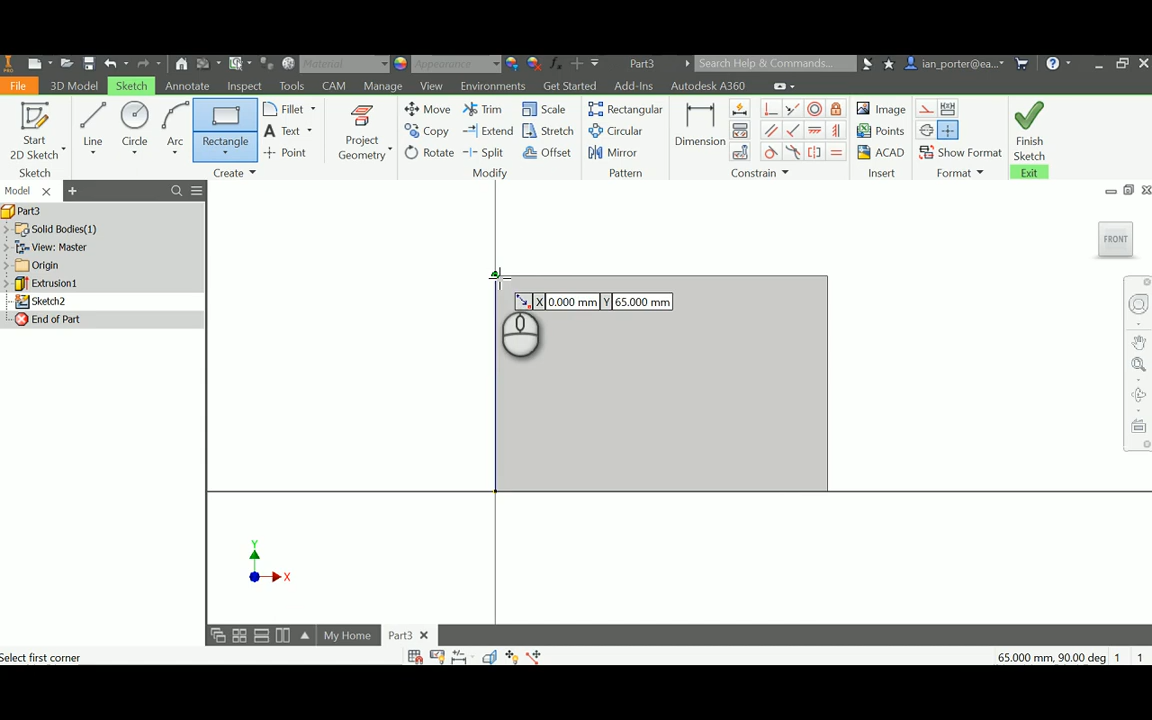 PRO
Material
Appearance
Part3
Search Help & Commands...
ian_porter@ea...
File
3D Model
Sketch
Annotate
Inspect
Tools
Manage
View
Environments
Get Started
CAM
Add-Ins
Autodesk A360
Start
2D Sketch
Line
Circle
Arc
Rectangle
Fillet
Text
Point
Project
Geometry
Move
Copy
Rotate
Trim
Extend
Split
Scale
Stretch
Offset
Rectangular
Circular
Mirror
Dimension
Image
Points
ACAD
Show Format
Finish
Sketch
Sketch
Create
Modify
Pattern
Constrain
Insert
Format
Exit
Model
Part3
Solid Bodies(1)
View: Master
Origin
Extrusion1
Sketch2
End of Part
FRONT
X 0.000 mm Y 65.000 mm
Y
X
My Home
Part3
Select first corner
65.000 mm, 90.00 deg 1 1